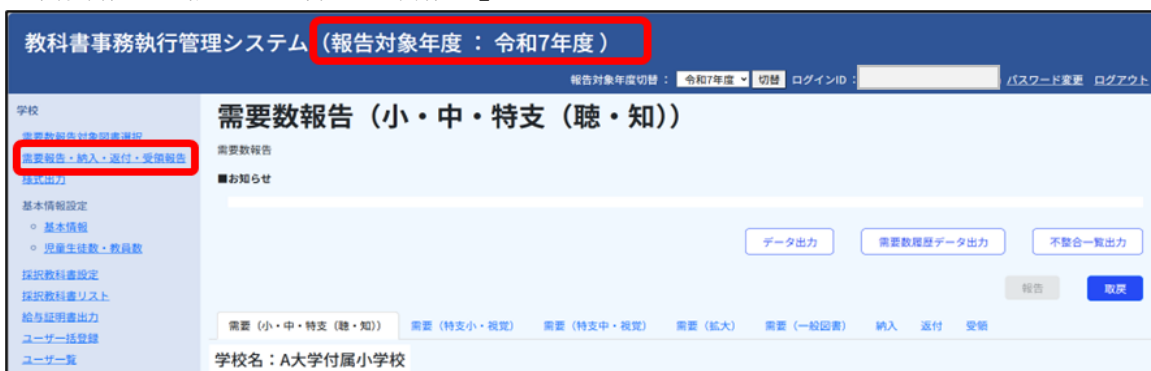 教科書事務執行管理システム（報告対象年度 ： 令和7年度 ）
報告対象年度切替 ： 令和7年度 切替 ログインID : パスワード変更 ログアウト
学校
需要数報告対象図書選択
需要報告・納入・返付・受領報告
様式出力
基本情報設定
基本情報
児童生徒数・教員数
採択教科書設定
採択教科書リスト
給与証明書出力
ユーザー一括登録
ユーザー一覧
需要数報告（小・中・特支（聴・知））
需要数報告
■お知らせ
データ出力 需要数履歴データ出力 不整合一覧出力
報告 取戻
需要（小・中・特支（聴・知）） 需要（特支小・視覚） 需要（特支中・視覚） 需要（拡大） 需要（一般図書） 納入 返付 受領
学校名：A大学付属小学校